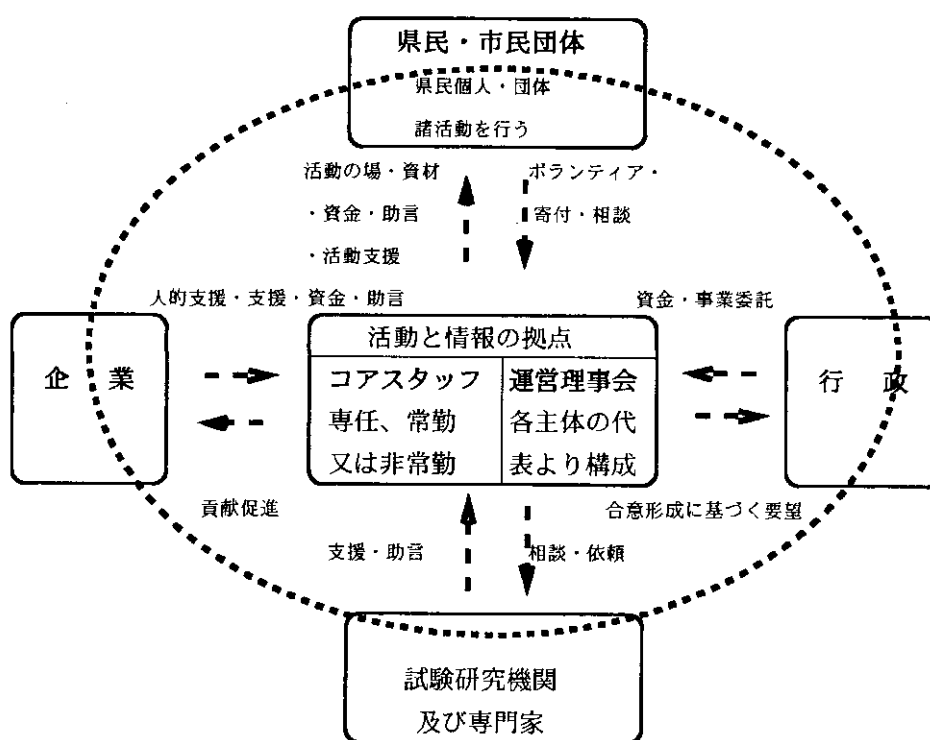 県民・市民団体
県民個人・団体
諸活動を行う
活動の場・資材
・資金・助言
・活動支援
ボランティア・
寄付・相談
人的支援・支援・資金・助言
資金・事業委託
企 業
活動と情報の拠点
コアスタッフ
専任、常勤
又は非常勤
運営理事会
各主体の代
表より構成
行 政
貢献促進
合意形成に基づく要望
支援・助言
相談・依頼
試験研究機関
及び専門家